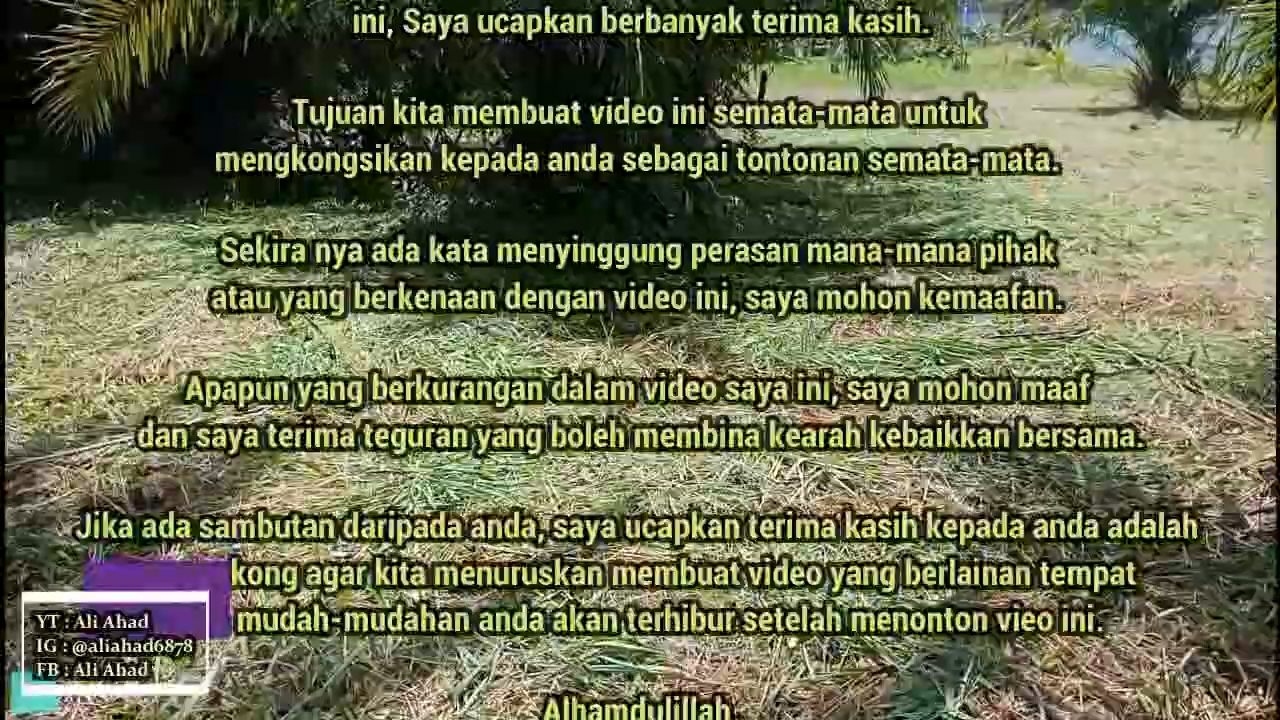 ini, Saya ucapkan berbanyak terima kasih.
Tujuan kita membuat video ini semata-mata untuk
mengkongsikan kepada anda sebagai tontonan semata-mata.
Sekira nya ada kata menyinggung perasan mana-mana pihak
atau yang berkenaan dengan video ini, saya mohon kemaafan.
Apapun yang berkurangan dalam video saya ini, saya mohon maaf
dan saya terima teguran yang boleh membina kearah kebaikkan bersama.
Jika ada sambutan daripada anda, saya ucapkan terima kasih kepada anda adalah
kong agar kita menuruskan membuat video yang berlainan tempat
mudah-mudahan anda akan terhibur setelah menonton vieo ini.
Alhamdulillah
YT : Ali Ahad
IG : @aliahad6878
FB : Ali Ahad